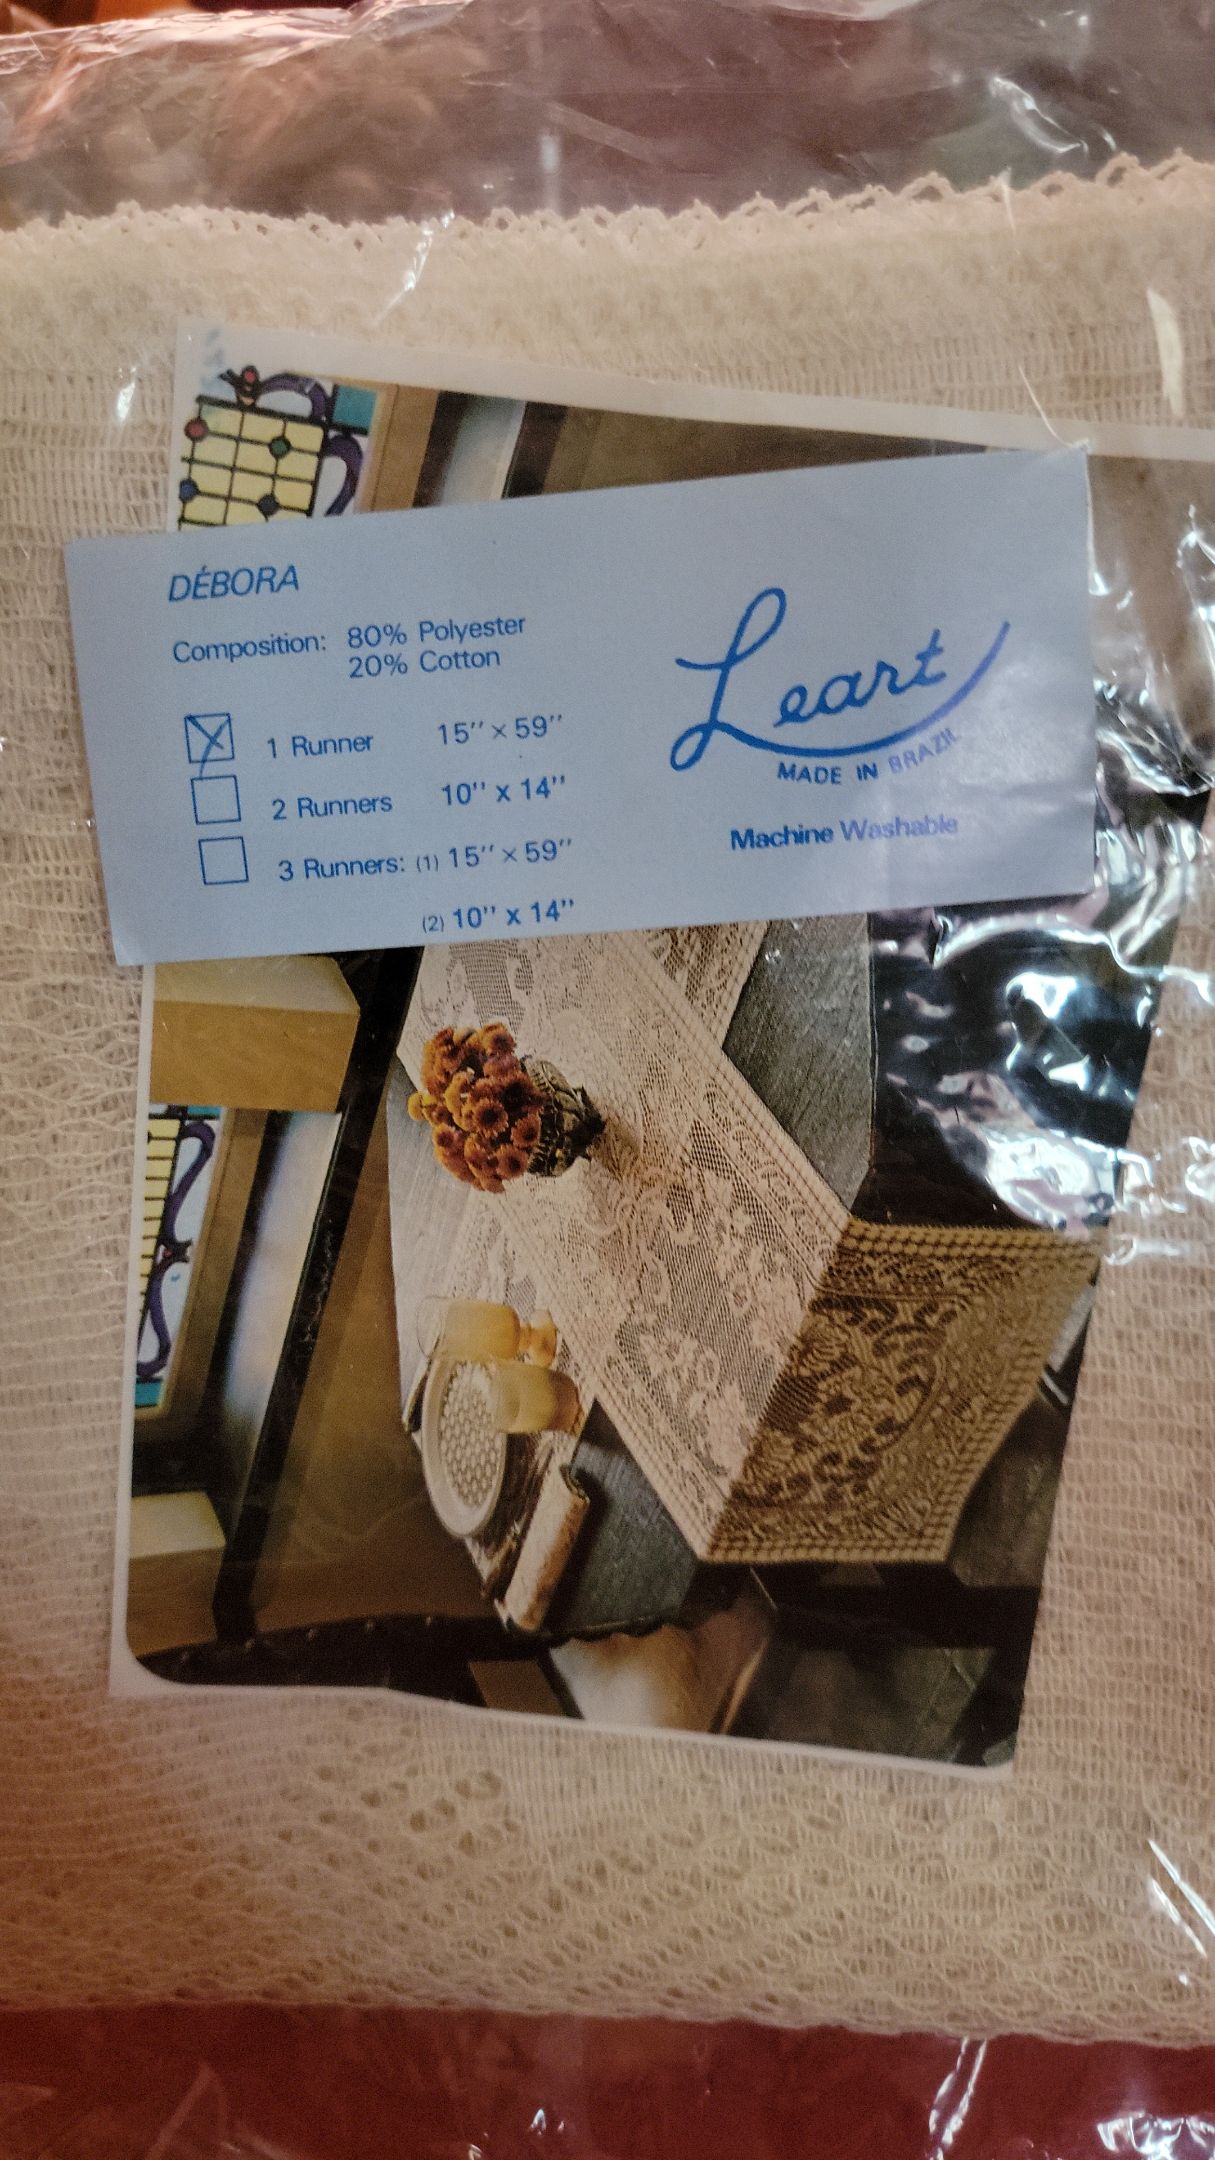 DÉBORA
Composition: 80% Polyester
20% Cotton
1 Runner 15" × 59"
2 Runners 10" x 14"
3 Runners: (1) 15" × 59"
(2) 10" x 14"
Leart
MADE IN BRAZIL
Machine Washable